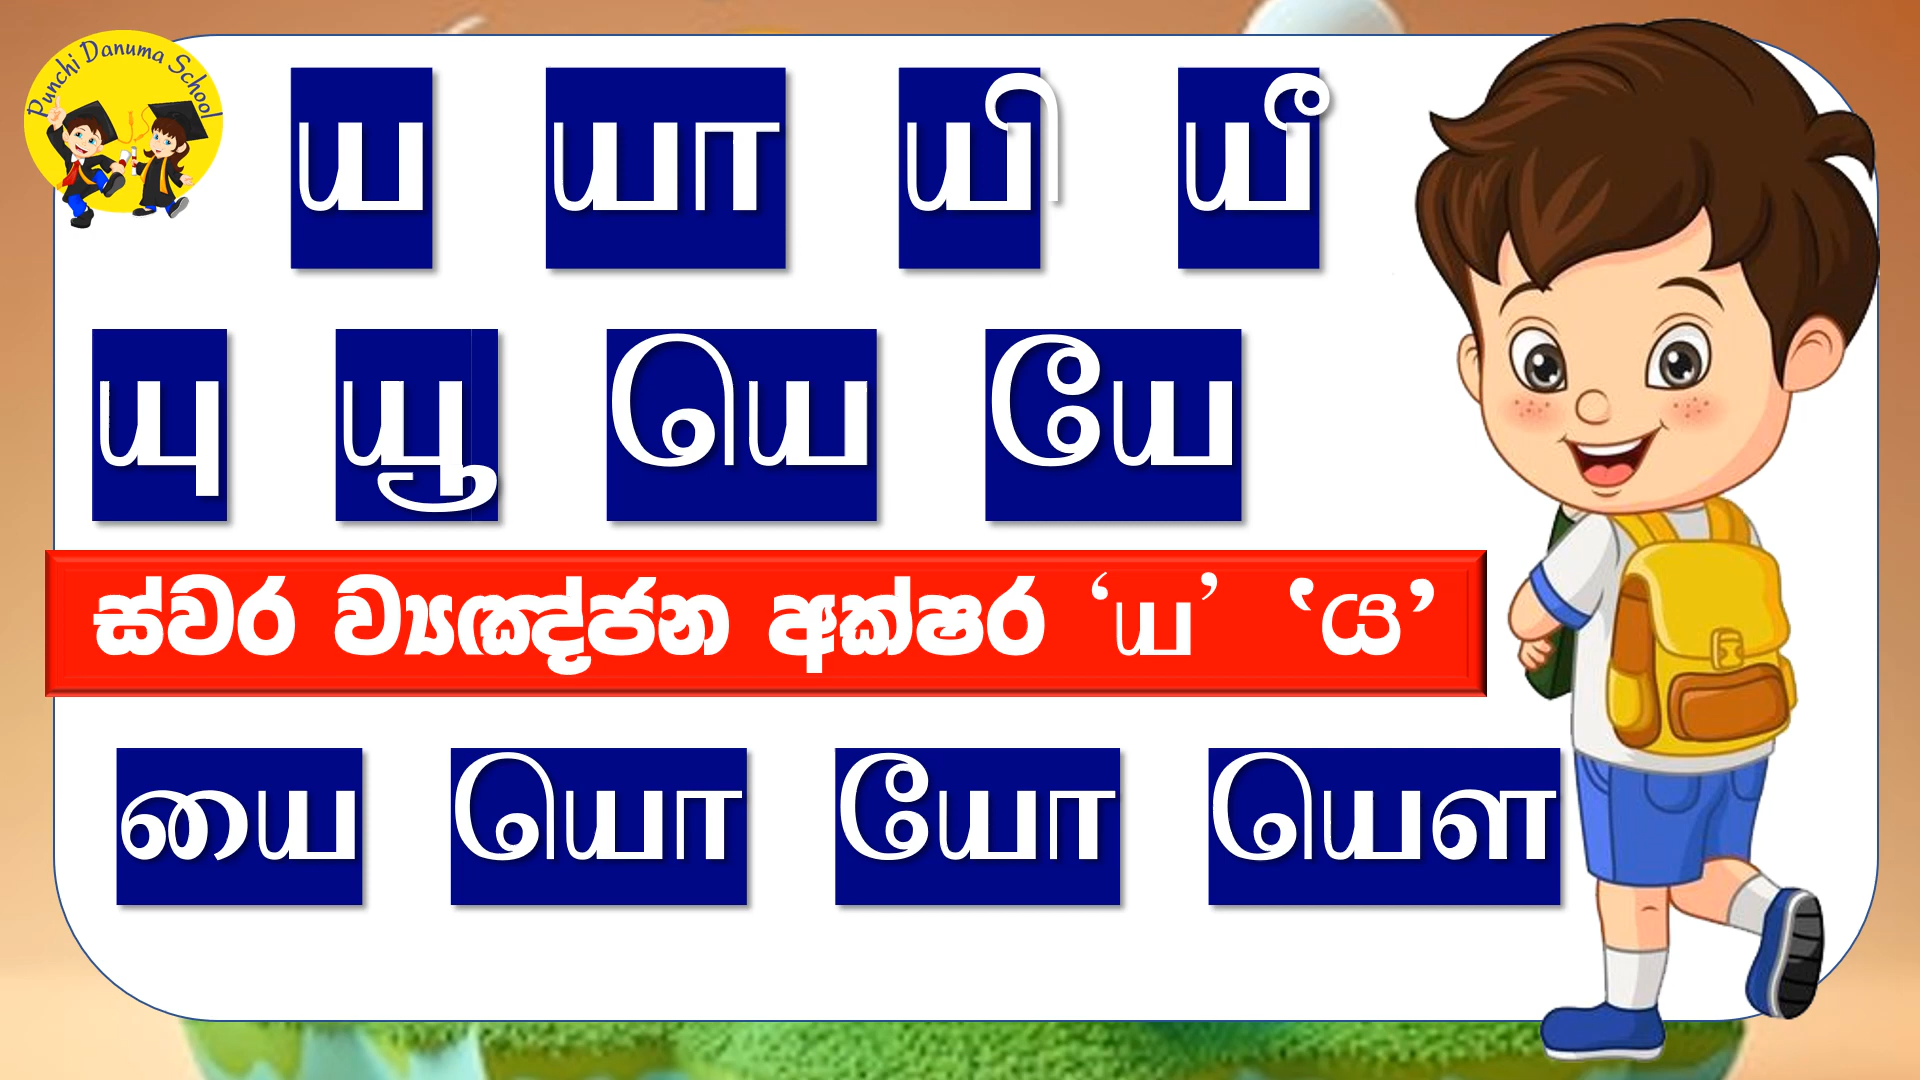 Punchi Danuma School
ய யா யி யீ
யு யூ யெ யே
ස්වර ව්‍යඤ්ජන අක්ෂර ‘ய’ ‘ය’
யை யொ யோ யௌ